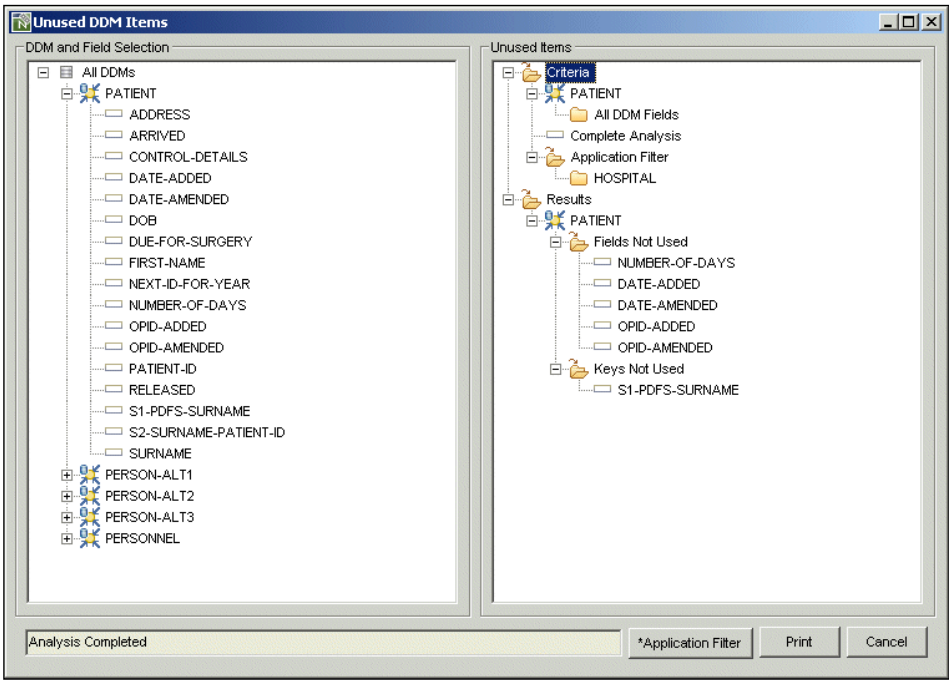 Unused DDM Items
DDM and Field Selection
All DDMs
PATIENT
ADDRESS
ARRIVED
CONTROL-DETAILS
DATE-ADDED
DATE-AMENDED
DOB
DUE-FOR-SURGERY
FIRST-NAME
NEXT-ID-FOR-YEAR
NUMBER-OF-DAYS
OPID-ADDED
OPID-AMENDED
PATIENT-ID
RELEASED
S1-PDFS-SURNAME
S2-SURNAME-PATIENT-ID
SURNAME
PERSON-ALT1
PERSON-ALT2
PERSON-ALT3
PERSONNEL
Unused Items
Criteria
PATIENT
All DDM Fields
Complete Analysis
Application Filter
HOSPITAL
Results
PATIENT
Fields Not Used
NUMBER-OF-DAYS
DATE-ADDED
DATE-AMENDED
OPID-ADDED
OPID-AMENDED
Keys Not Used
S1-PDFS-SURNAME
Analysis Completed
*Application Filter
Print
Cancel